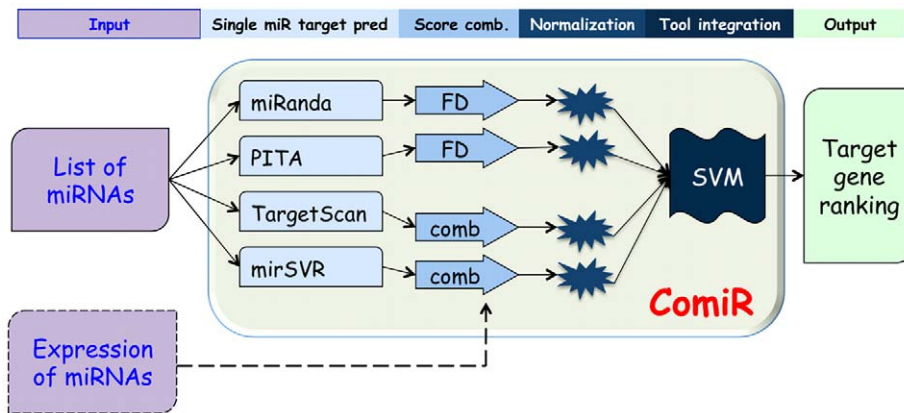 Input
Single miR target pred
Score comb.
Normalization
Tool integration
Output
List of
miRNAs
miRanda
FD
PITA
FD
TargetScan
comb
mirSVR
comb
SVM
Target
gene
ranking
ComiR
Expression
of miRNAs